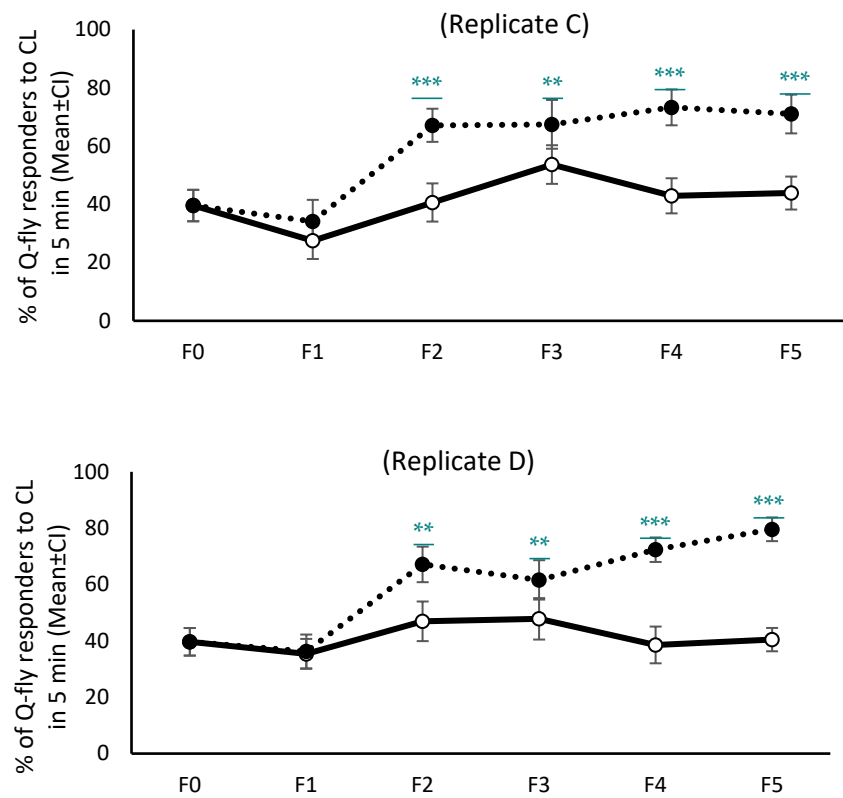 (Replicate C)
% of Q-fly responders to CL
in 5 min (Mean±CI)
100
80
60
40
20
0
*** ** *** ***
F0 F1 F2 F3 F4 F5
(Replicate D)
% of Q-fly responders to CL
in 5 min (Mean±CI)
100
80
60
40
20
0
** ** *** ***
F0 F1 F2 F3 F4 F5